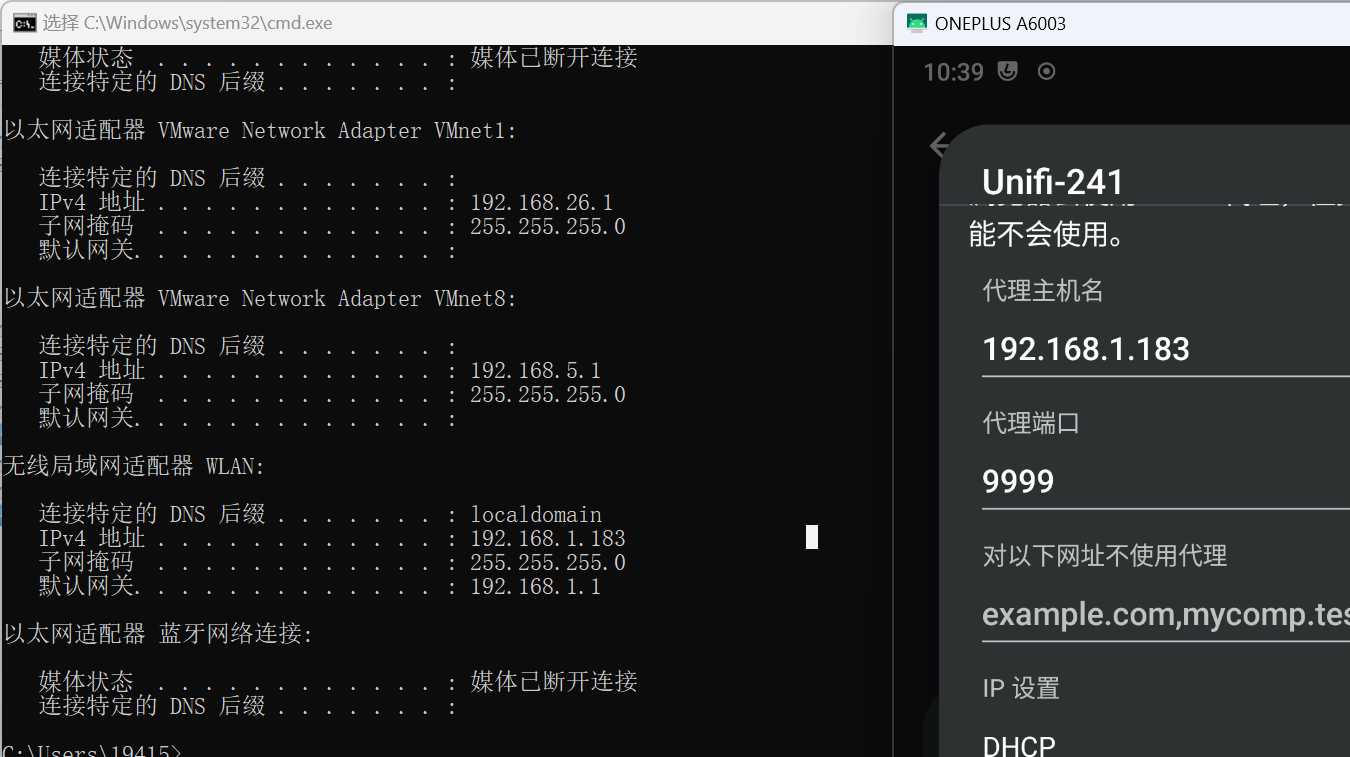 选择 C:\Windows\system32\cmd.exe
媒体状态 . . . . . . . . . . . . : 媒体已断开连接
连接特定的 DNS 后缀 . . . . . . . :
以太网适配器 VMware Network Adapter VMnet1:
连接特定的 DNS 后缀 . . . . . . . :
IPv4 地址 . . . . . . . . . . . . : 192.168.26.1
子网掩码 . . . . . . . . . . . . : 255.255.255.0
默认网关. . . . . . . . . . . . . :
以太网适配器 VMware Network Adapter VMnet8:
连接特定的 DNS 后缀 . . . . . . . :
IPv4 地址 . . . . . . . . . . . . : 192.168.5.1
子网掩码 . . . . . . . . . . . . : 255.255.255.0
默认网关. . . . . . . . . . . . . :
无线局域网适配器 WLAN:
连接特定的 DNS 后缀 . . . . . . . : localdomain
IPv4 地址 . . . . . . . . . . . . : 192.168.1.183
子网掩码 . . . . . . . . . . . . : 255.255.255.0
默认网关. . . . . . . . . . . . . : 192.168.1.1
以太网适配器 蓝牙网络连接:
媒体状态 . . . . . . . . . . . . : 媒体已断开连接
连接特定的 DNS 后缀 . . . . . . . :
C:\Users\19415>
ONEPLUS A6003
10:39
Unifi-241
能不会使用。
代理主机名
192.168.1.183
代理端口
9999
对以下网址不使用代理
example.com,mycomp.tes
IP 设置
DHCP